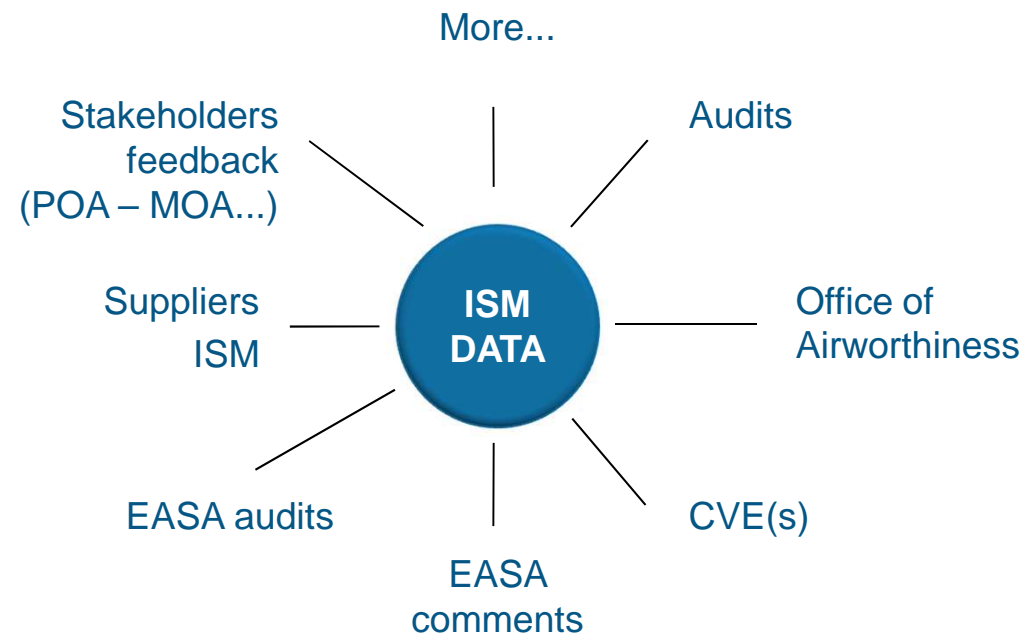 More...
Stakeholders
feedback
(POA – MOA...)
Audits
Suppliers
ISM
ISM
DATA
Office of
Airworthiness
EASA audits
CVE(s)
EASA
comments